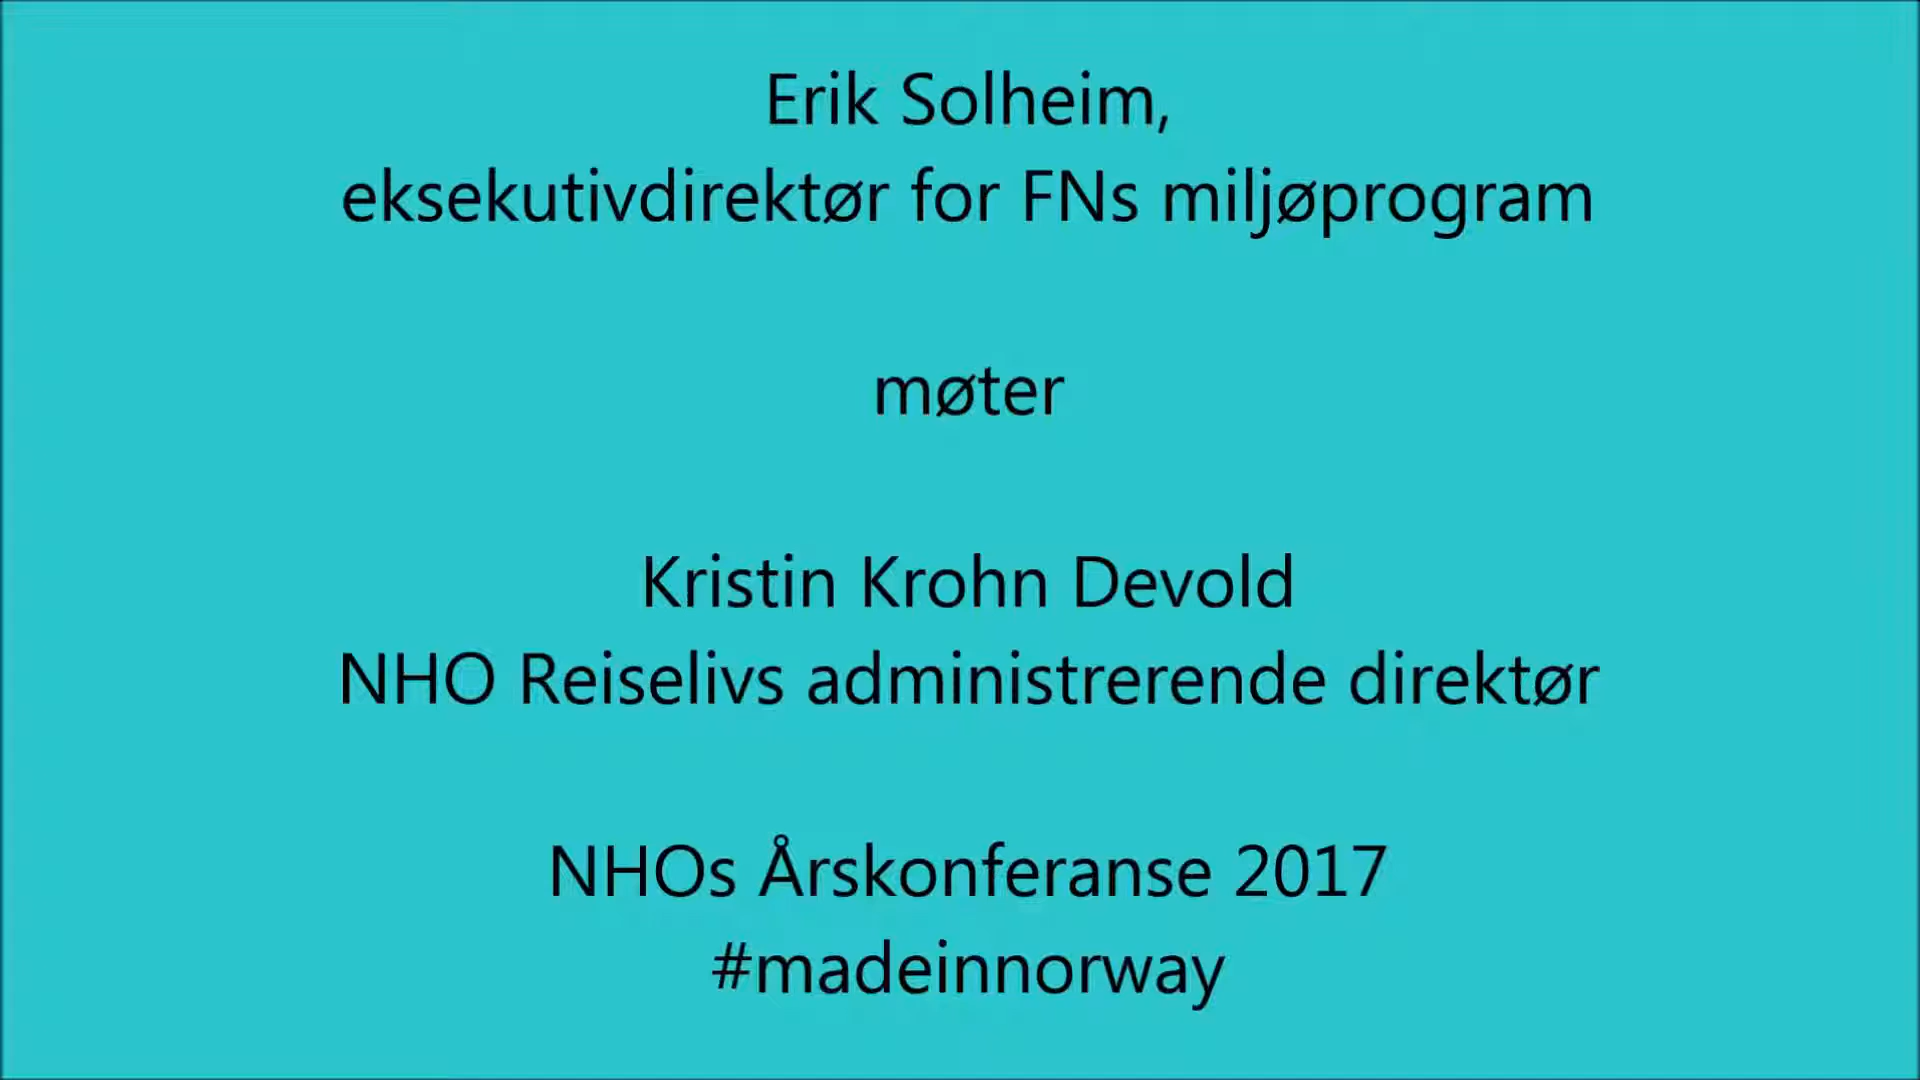 Erik Solheim,
eksekutivdirektør for FNs miljøprogram
møter
Kristin Krohn Devold
NHO Reiselivs administrerende direktør
NHOs Årskonferanse 2017
#madeinnorway